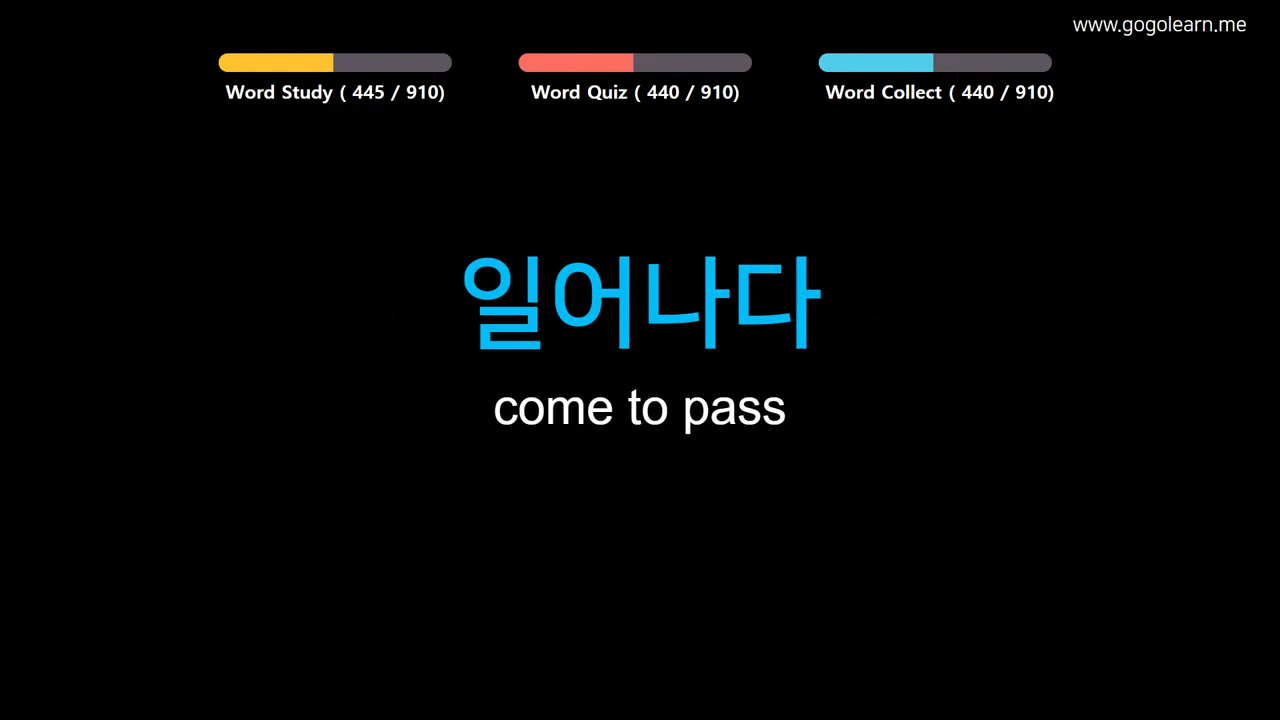 www.gogolearn.me
Word Study ( 445 / 910)
Word Quiz ( 440 / 910)
Word Collect ( 440 / 910)
일어나다
come to pass